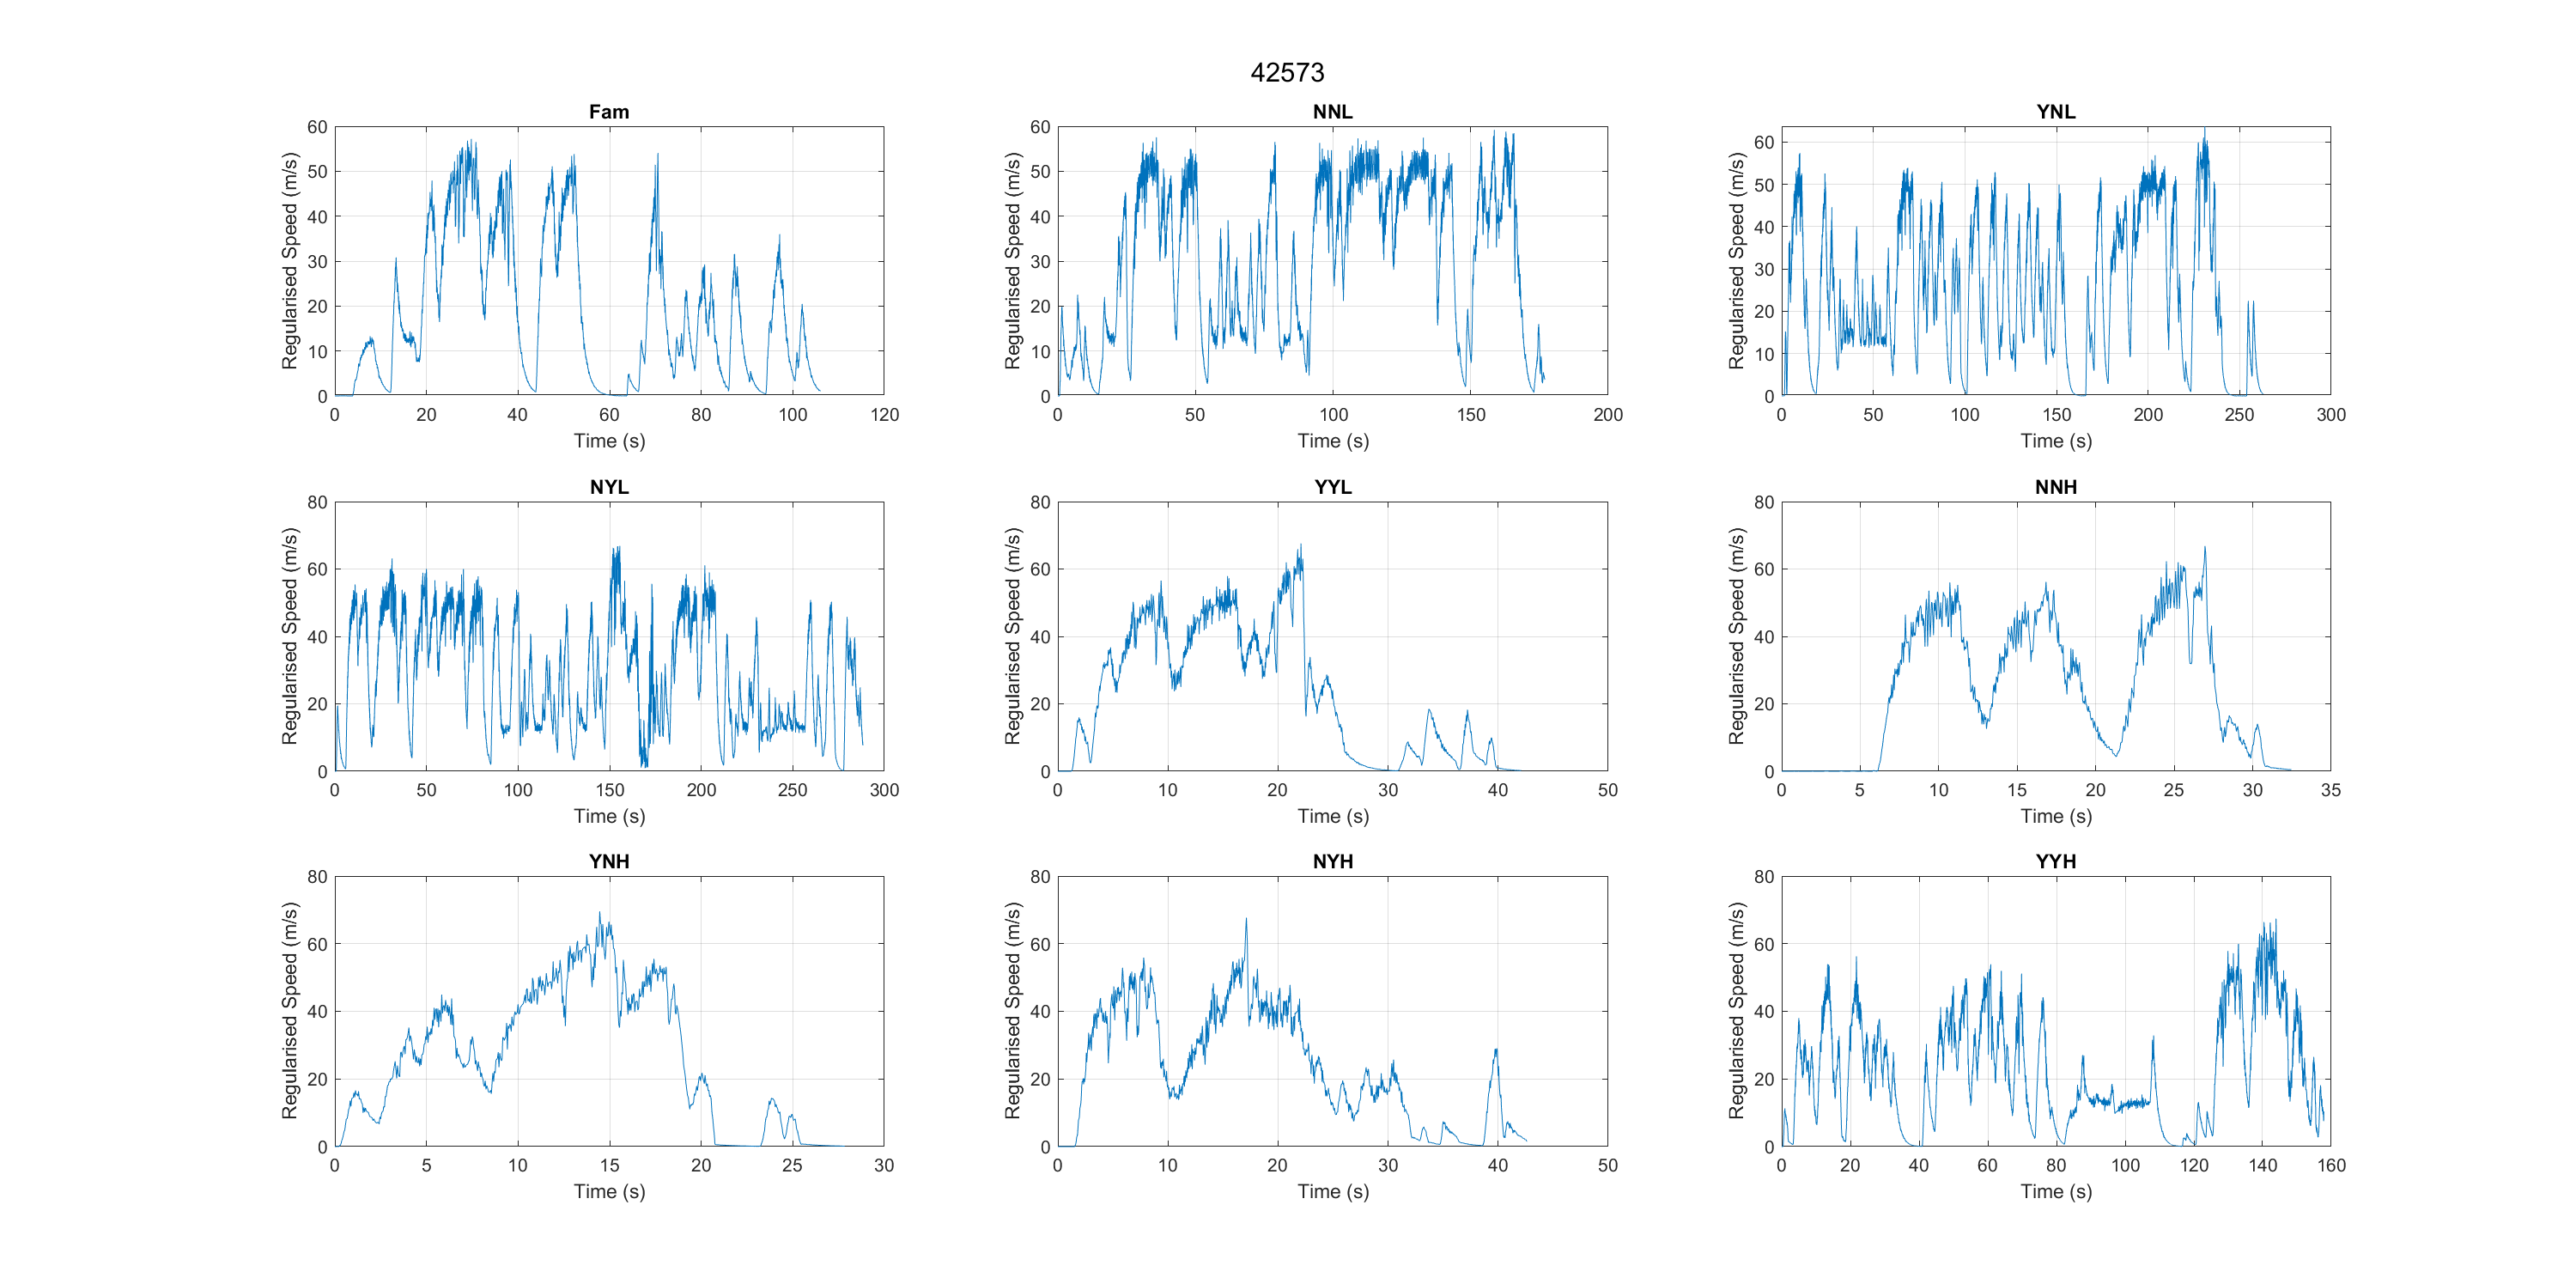 42573
Fam
NNL
YNL
Regularised Speed (m/s)
60
50
40
30
20
10
0
0 20 40 60 80 100 120
Time (s)
Regularised Speed (m/s)
60
50
40
30
20
10
0
0 50 100 150 200
Time (s)
Regularised Speed (m/s)
60
50
40
30
20
10
0
0 50 100 150 200 250 300
Time (s)
NYL
YYL
NNH
Regularised Speed (m/s)
80
60
40
20
0
0 50 100 150 200 250 300
Time (s)
Regularised Speed (m/s)
80
60
40
20
0
0 10 20 30 40 50
Time (s)
Regularised Speed (m/s)
80
60
40
20
0
0 5 10 15 20 25 30 35
Time (s)
YNH
NYH
YYH
Regularised Speed (m/s)
80
60
40
20
0
0 5 10 15 20 25 30
Time (s)
Regularised Speed (m/s)
80
60
40
20
0
0 10 20 30 40 50
Time (s)
Regularised Speed (m/s)
80
60
40
20
0
0 20 40 60 80 100 120 140 160
Time (s)